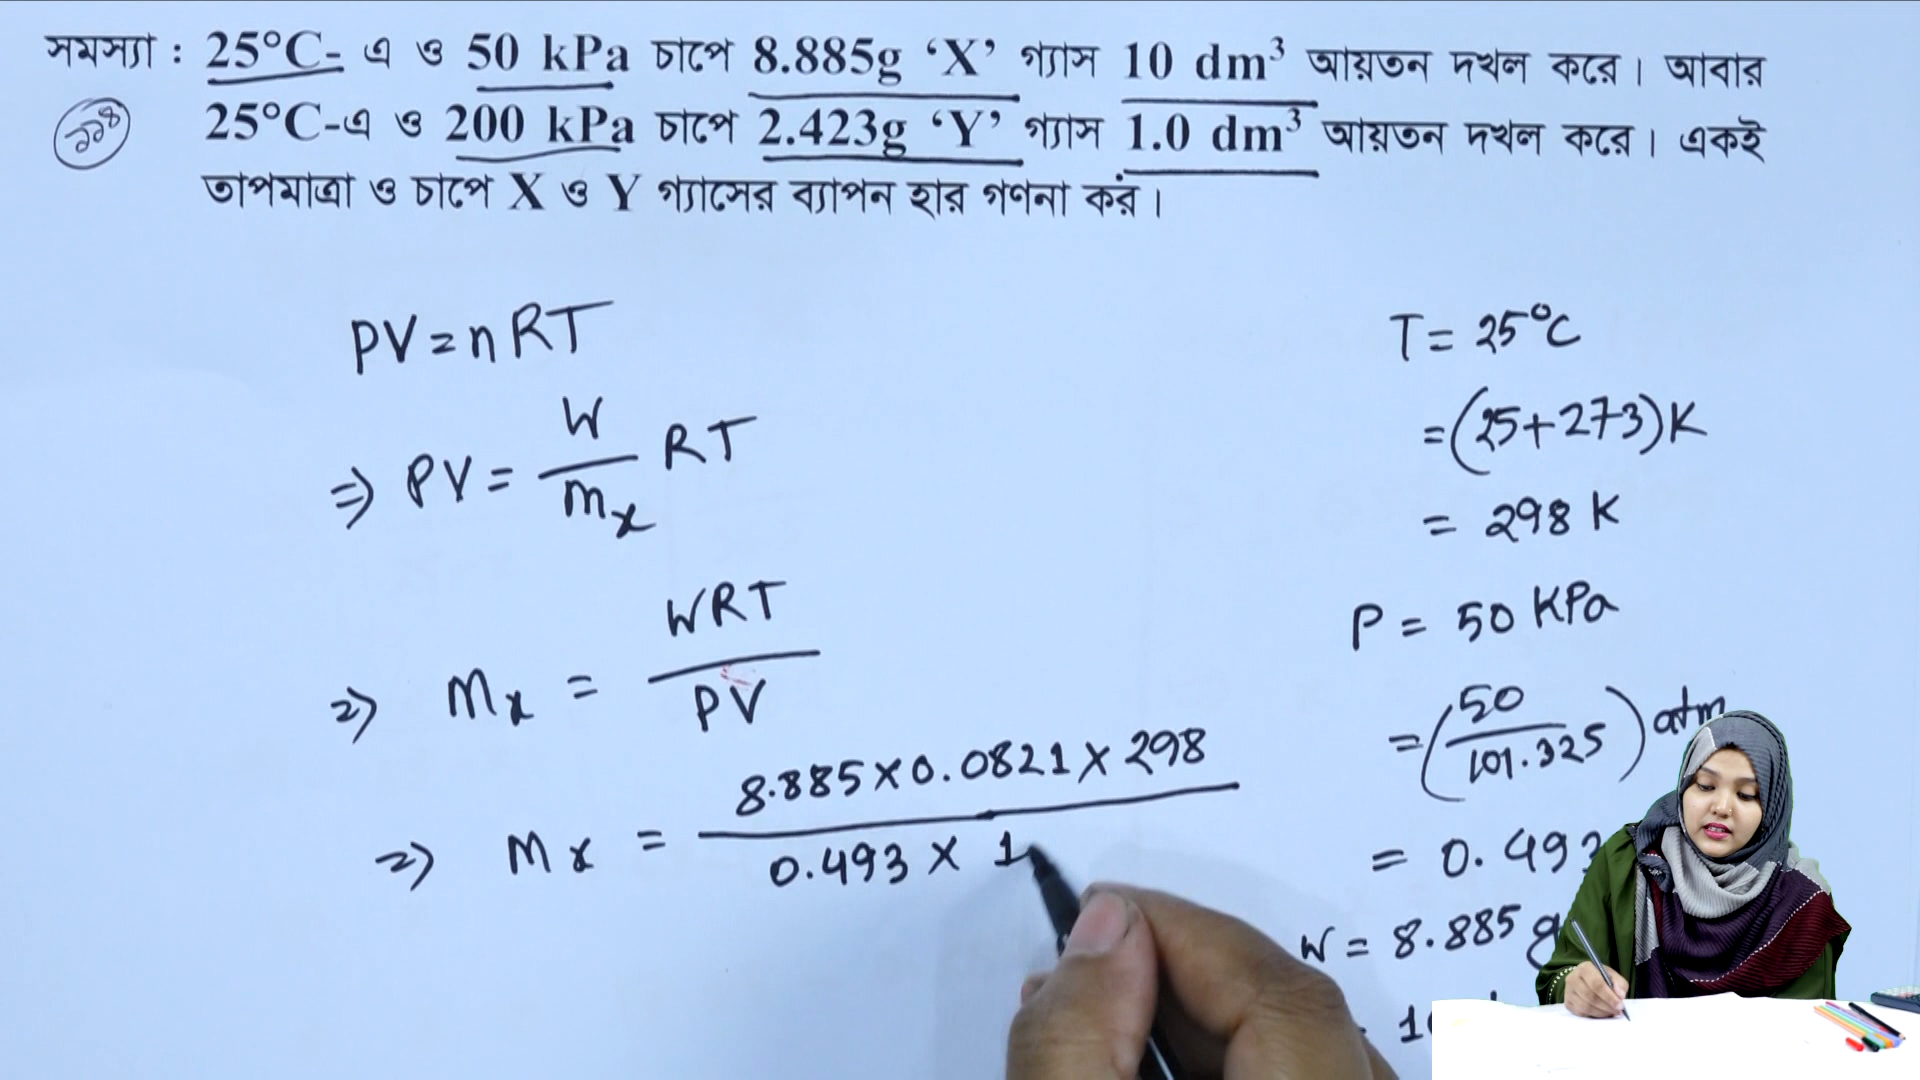 সমস্যা : 25°C- এ ও 50 kPa চাপে 8.885g ‘X’ গ্যাস 10 dm³ আয়তন দখল করে। আবার
25°C-এ ও 200 kPa চাপে 2.423g ‘Y’ গ্যাস 1.0 dm³ আয়তন দখল করে। একই
তাপমাত্রা ও চাপে X ও Y গ্যাসের ব্যাপন হার গণনা কর।
PV = nRT
⇒ PV = W/Mx RT
⇒ Mx = WRT/PV
⇒ Mx = 8.885 × 0.0821 × 298 / 0.493 × 1
T = 25°C
= (25+273)K
= 298 K
P = 50 KPa
= (50/101.325) atm
= 0.493
W = 8.885 g